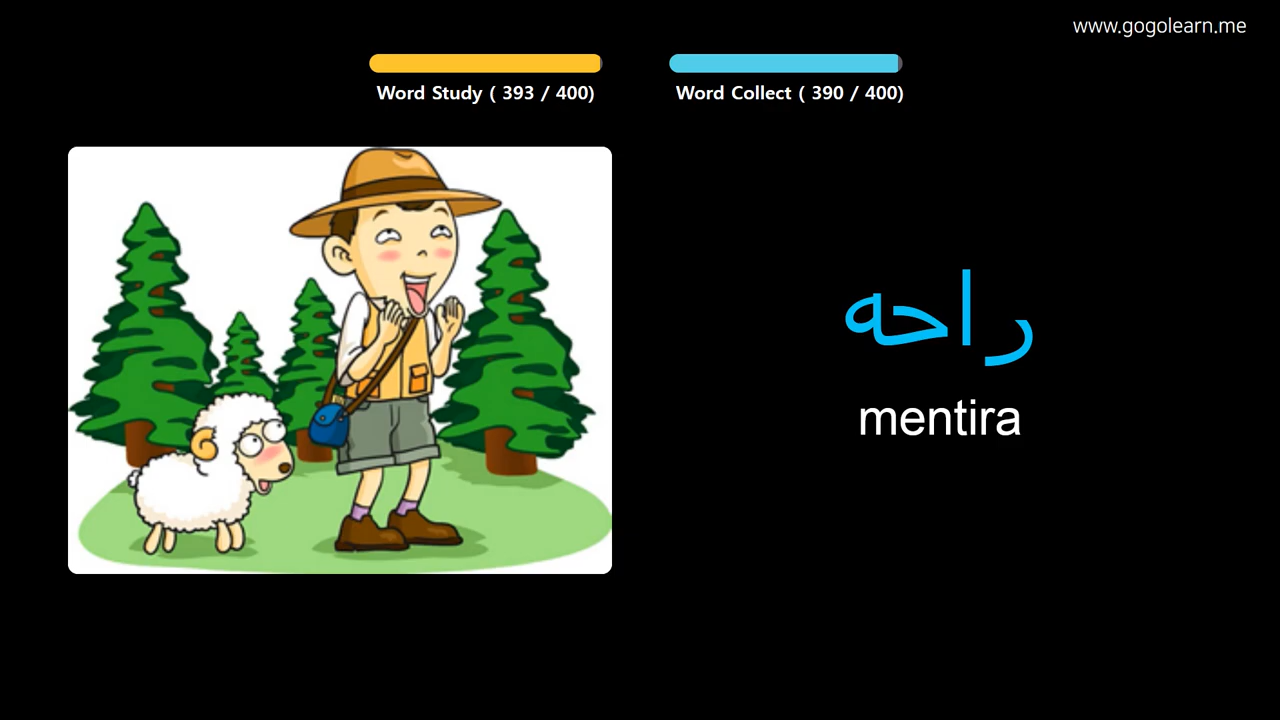 www.gogolearn.me
Word Study ( 393 / 400)
Word Collect ( 390 / 400)
راحه
mentira